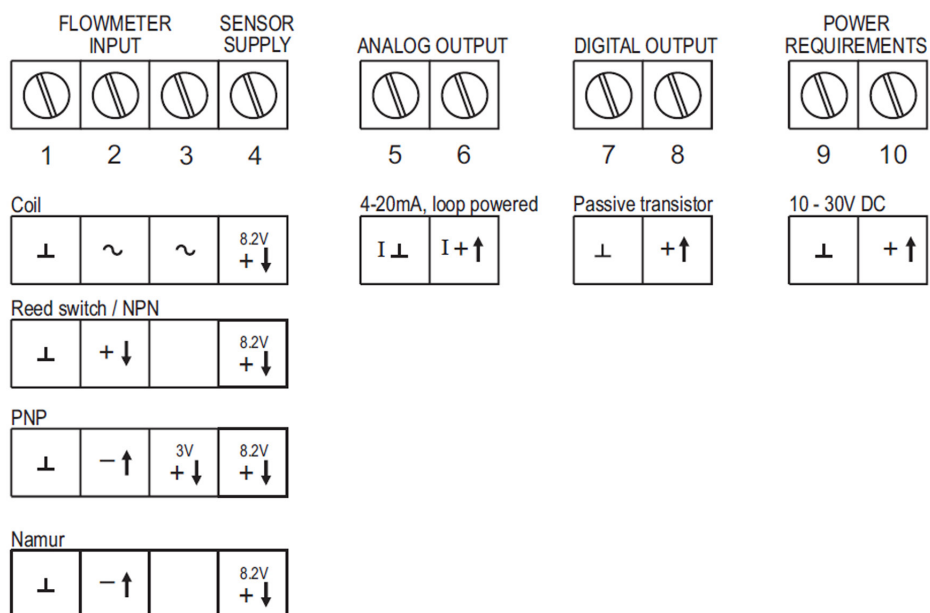 FLOWMETER INPUT
SENSOR SUPPLY
ANALOG OUTPUT
DIGITAL OUTPUT
POWER REQUIREMENTS
1 2 3 4 5 6 7 8 9 10
Coil
8.2V
+
4-20mA, loop powered
I I+
Passive transistor
+
10 - 30V DC
+
Reed switch / NPN
+ 8.2V
+
PNP
− 3V
+ 8.2V
+
Namur
− 8.2V
+